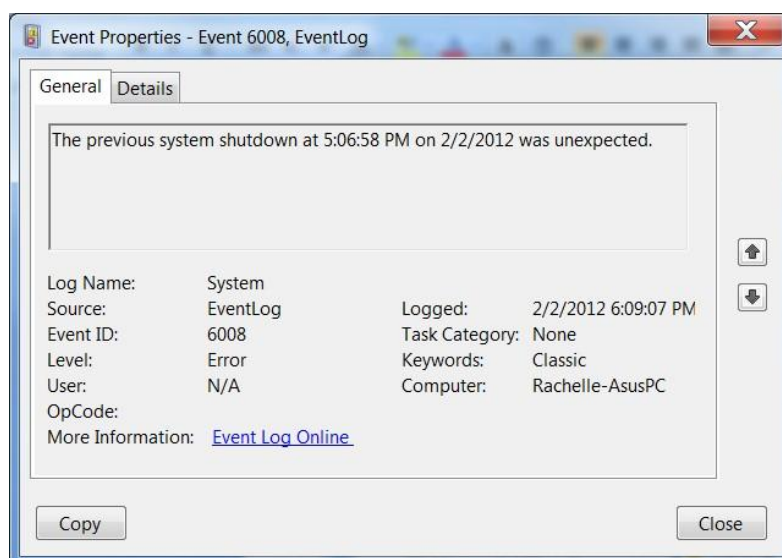 Event Properties - Event 6008, EventLog
General Details
The previous system shutdown at 5:06:58 PM on 2/2/2012 was unexpected.
Log Name: System
Source: EventLog Logged: 2/2/2012 6:09:07 PM
Event ID: 6008 Task Category: None
Level: Error Keywords: Classic
User: N/A Computer: Rachelle-AsusPC
OpCode:
More Information: Event Log Online
Copy Close